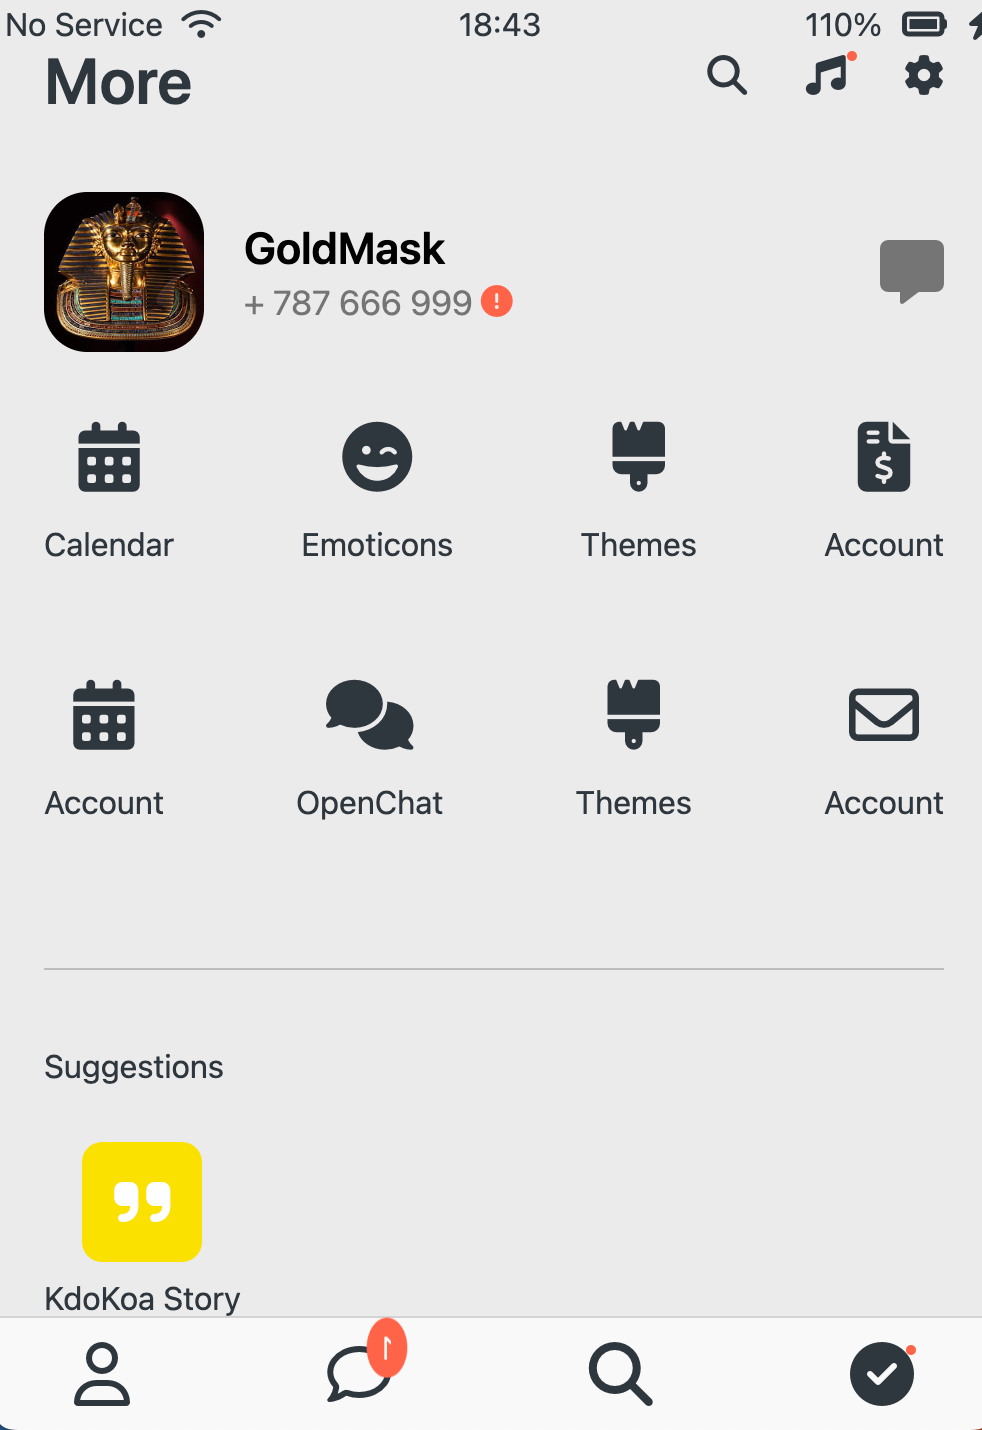 No Service 18:43 110%
More
GoldMask
+ 787 666 999
Calendar Emoticons Themes Account
Account OpenChat Themes Account
Suggestions
KdoKoa Story